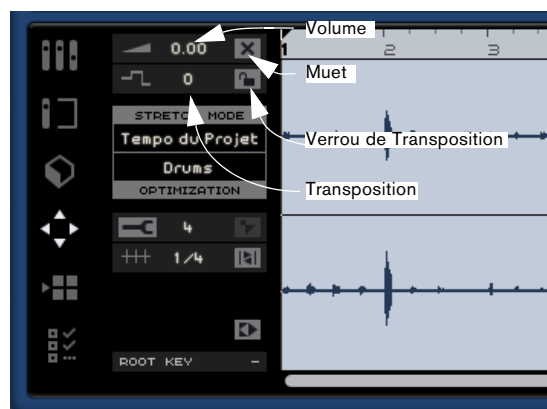 Volume
0.00
1 2 3
Muet
0
STRETCH MODE
Tempo du Projet
Verrou de Transposition
Drums
OPTIMIZATION
Transposition
4
1/4
ROOT KEY -